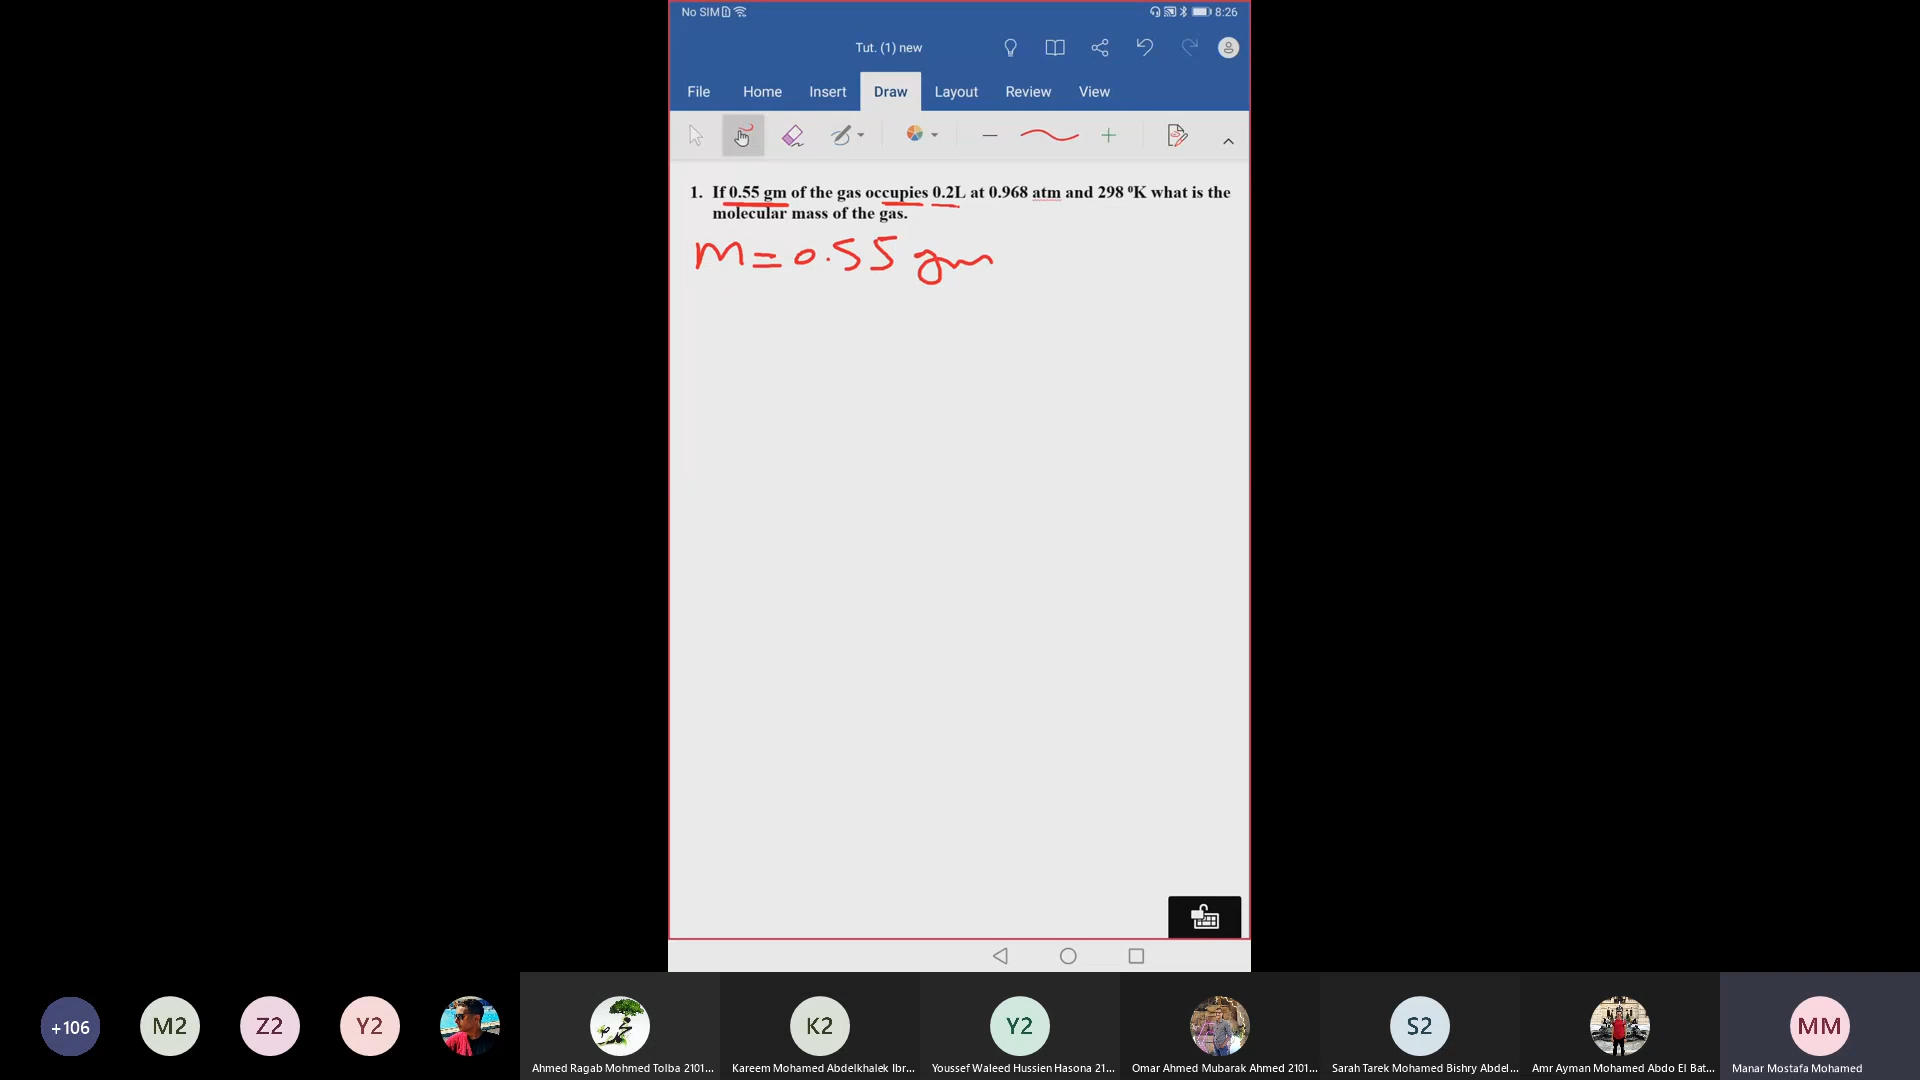 No SIM
8:26
Tut. (1) new
File Home Insert Draw Layout Review View
1. If 0.55 gm of the gas occupies 0.2L at 0.968 atm and 298 ⁰K what is the
molecular mass of the gas.
m = 0.55 gm
+106 M2 Z2 Y2 K2 Y2 S2 MM
Ahmed Ragab Mohmed Tolba 2101... Kareem Mohamed Abdelkhalek Ibr... Youssef Waleed Hussien Hasona 21... Omar Ahmed Mubarak Ahmed 2101... Sarah Tarek Mohamed Bishry Abdel... Amr Ayman Mohamed Abdo El Bat... Manar Mostafa Mohamed